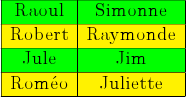 Raoul Simonne
Robert Raymonde
Jule Jim
Roméo Juliette